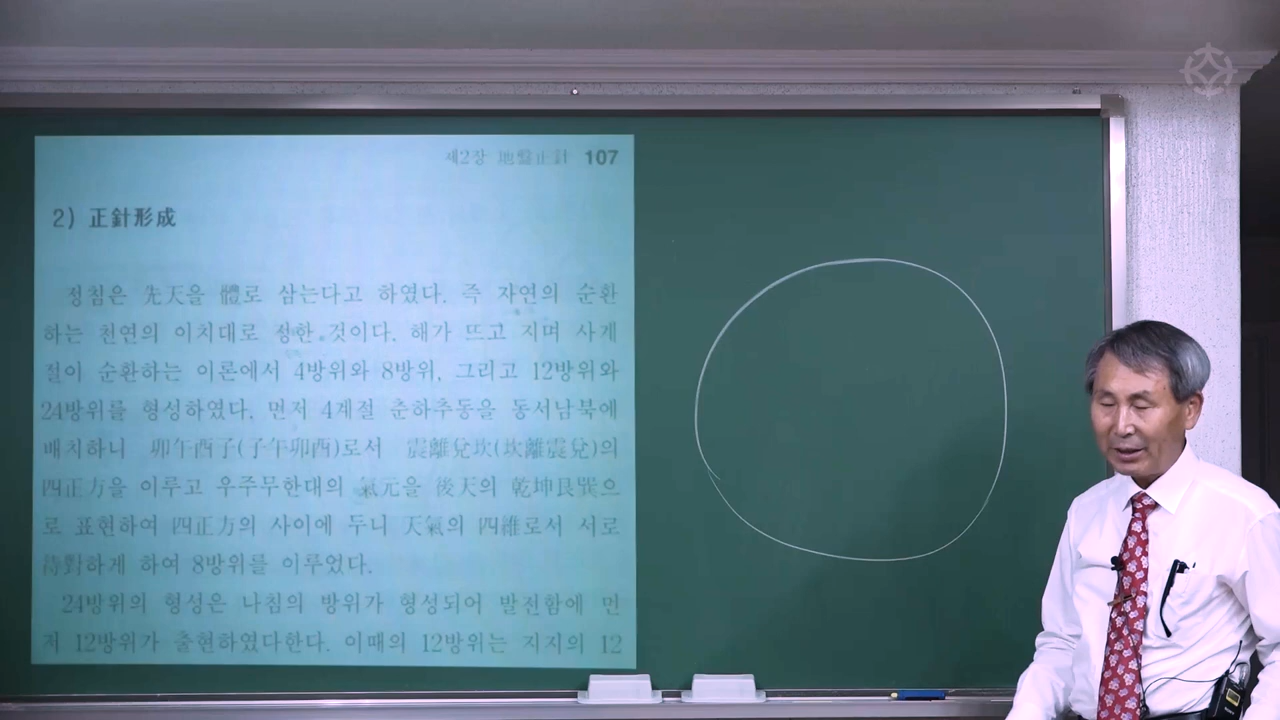 제2장 地盤正針 107
2) 正針形成
정침은 先天을 體로 삼는다고 하였다. 즉 자연의 순환
하는 천연의 이치대로 정한 것이다. 해가 뜨고 지며 사계
절이 순환하는 이론에서 4방위와 8방위, 그리고 12방위와
24방위를 형성하였다. 먼저 4계절 춘하추동을 동서남북에
배치하니 卯午酉子(子午卯酉)로서 震離兌坎(坎離震兌)의
四正方을 이루고 우주무한대의 氣元을 後天의 乾坤艮巽으
로 표현하여 四正方의 사이에 두니 天氣의 四維로서 서로
待對하게 하여 8방위를 이루었다.
24방위의 형성은 나침의 방위가 형성되어 발전함에 먼
저 12방위가 출현하였다한다. 이때의 12방위는 지지의 12